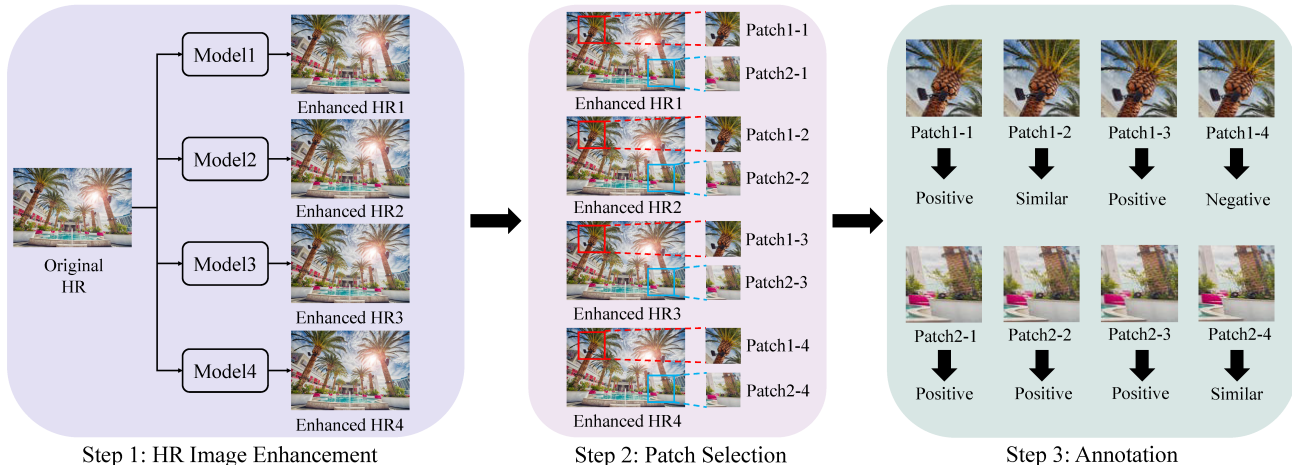 Original
HR
Model1
Enhanced HR1
Model2
Enhanced HR2
Model3
Enhanced HR3
Model4
Enhanced HR4
Step 1: HR Image Enhancement
Patch1-1
Patch2-1
Enhanced HR1
Patch1-2
Patch2-2
Enhanced HR2
Patch1-3
Patch2-3
Enhanced HR3
Patch1-4
Patch2-4
Enhanced HR4
Step 2: Patch Selection
Patch1-1 Patch1-2 Patch1-3 Patch1-4
Positive Similar Positive Negative
Patch2-1 Patch2-2 Patch2-3 Patch2-4
Positive Positive Positive Similar
Step 3: Annotation